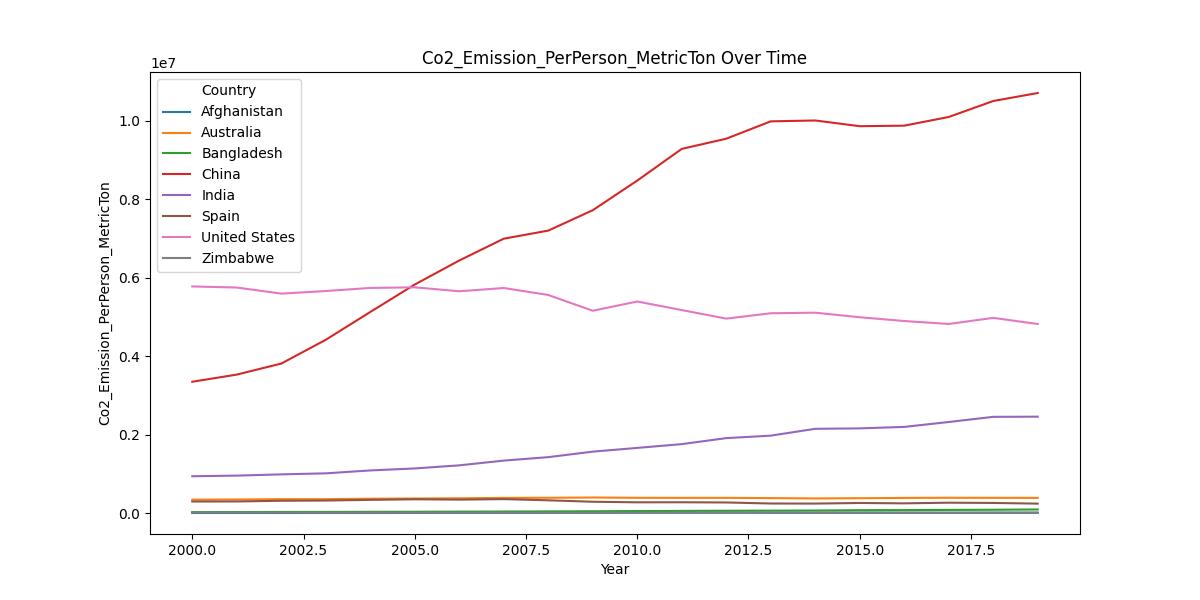 Co2_Emission_PerPerson_MetricTon Over Time
1e7
Country
Afghanistan
Australia
Bangladesh
China
India
Spain
United States
Zimbabwe
Co2_Emission_PerPerson_MetricTon
1.0
0.8
0.6
0.4
0.2
0.0
2000.0 2002.5 2005.0 2007.5 2010.0 2012.5 2015.0 2017.5
Year